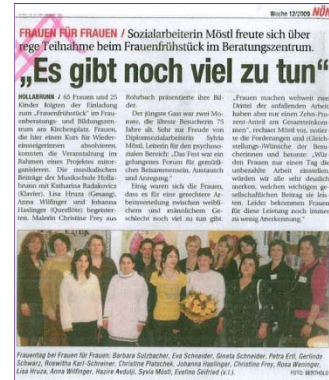 Woche 12/2009 NÖN
FRAUEN FÜR FRAUEN / Sozialarbeiterin Möstl freute sich über
rege Teilnahme beim Frauenfrühstück im Beratungszentrum.
„Es gibt noch viel zu tun“
HOLLABRUNN / 65 Frauen und 25
Kinder folgten der Einladung
zum „Frauenfrühstück“ im Frau-
enberatungs- und Bildungszent-
rum am Kirchenplatz. Frauen,
die hier einen Kurs für Wieder-
einsteigerinnen absolvieren,
konnten die Veranstaltung im
Rahmen eines Projektes mitor-
ganisieren. Die musikalischen
Beiträge der Musikschule Holla-
brunn mit Katharina Radakovics
(Klavier), Lisa Hruza (Gesang),
Anna Wilfinger und Johanna
Haslinger (Querflöte) begeister-
ten. Malerin Christine Frey aus
Rohrbach präsentierte ihre Bil-
der.
Der jüngste Gast war zwei Mo-
nate, die älteste Besucherin 75
Jahre alt. Sehr zur Freude von
Diplomsozialarbeiterin Sylvia
Möstl, Leiterin für den psychoso-
zialen Bereich: „Das Fest war ein
gelungenes Forum für gemütli-
ches Beisammensein, Austausch
und Anregung.“
Einig waren sich die Frauen,
dass es für eine gerechtere Ar-
beitsverteilung zwischen weibli-
chem und männlichem Ge-
schlecht noch viel zu tun gibt.
„Frauen machen weltweit zwei
Drittel der anfallenden Arbeit,
haben aber nur einen Zehn-Pro-
zent-Anteil am Gesamteinkom-
men“, rechnet Möstl vor, notier-
te die Forderungen und (Gleich-
stellungs-)Wünsche der Besu-
cherinnen und betonte: „Wür-
den Frauen nur einen Tag die
unbezahlte Arbeit einstellen,
würden wir alle sehr deutlich
merken, welchen wichtigen ge-
sellschaftlichen Beitrag sie leis-
ten. Leider bekommen Frauen
für diese Leistung noch immer
zu wenig Anerkennung.“
Frauentag bei Frauen für Frauen: Barbara Sulzbacher, Eva Schneider, Gineta Schneider, Petra Ertl, Gerlinde
Schwarz, Roswitha Karl-Schreiner, Christine Platschek, Johanna Haslinger, Christine Frey, Rosa Weninger,
Lisa Hruza, Anna Wilfinger, Hazire Avdulji, Sylvia Möstl, Eveline Seifried (v.l.).